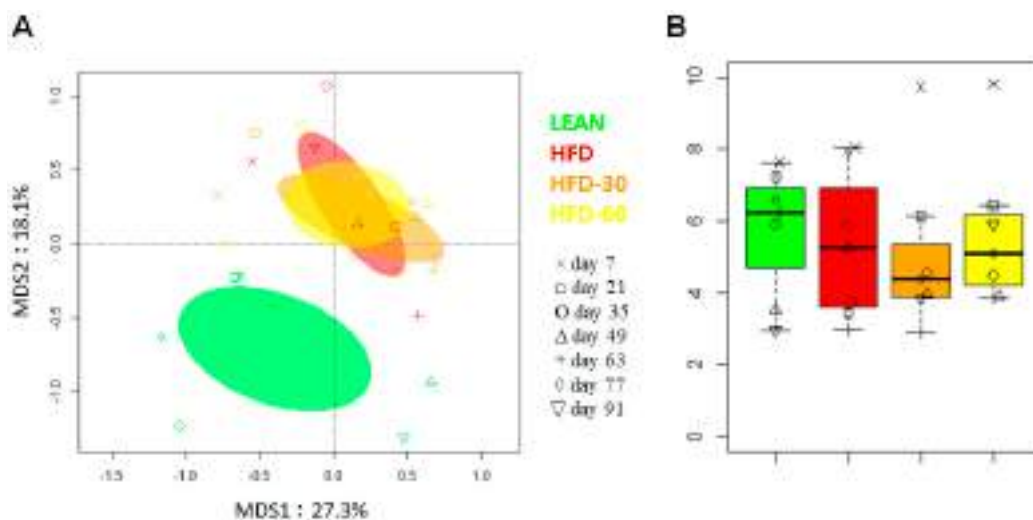 A
B
MDS2 : 18.1%
1.0
0.5
0.0
-0.5
-1.0
-1.5
-1.0
-0.5
0.0
0.5
1.0
MDS1 : 27.3%
LEAN
HFD
HFD-30
HFD-60
× day 7
□ day 21
O day 35
△ day 49
+ day 63
◊ day 77
▽ day 91
10
8
6
4
2
0